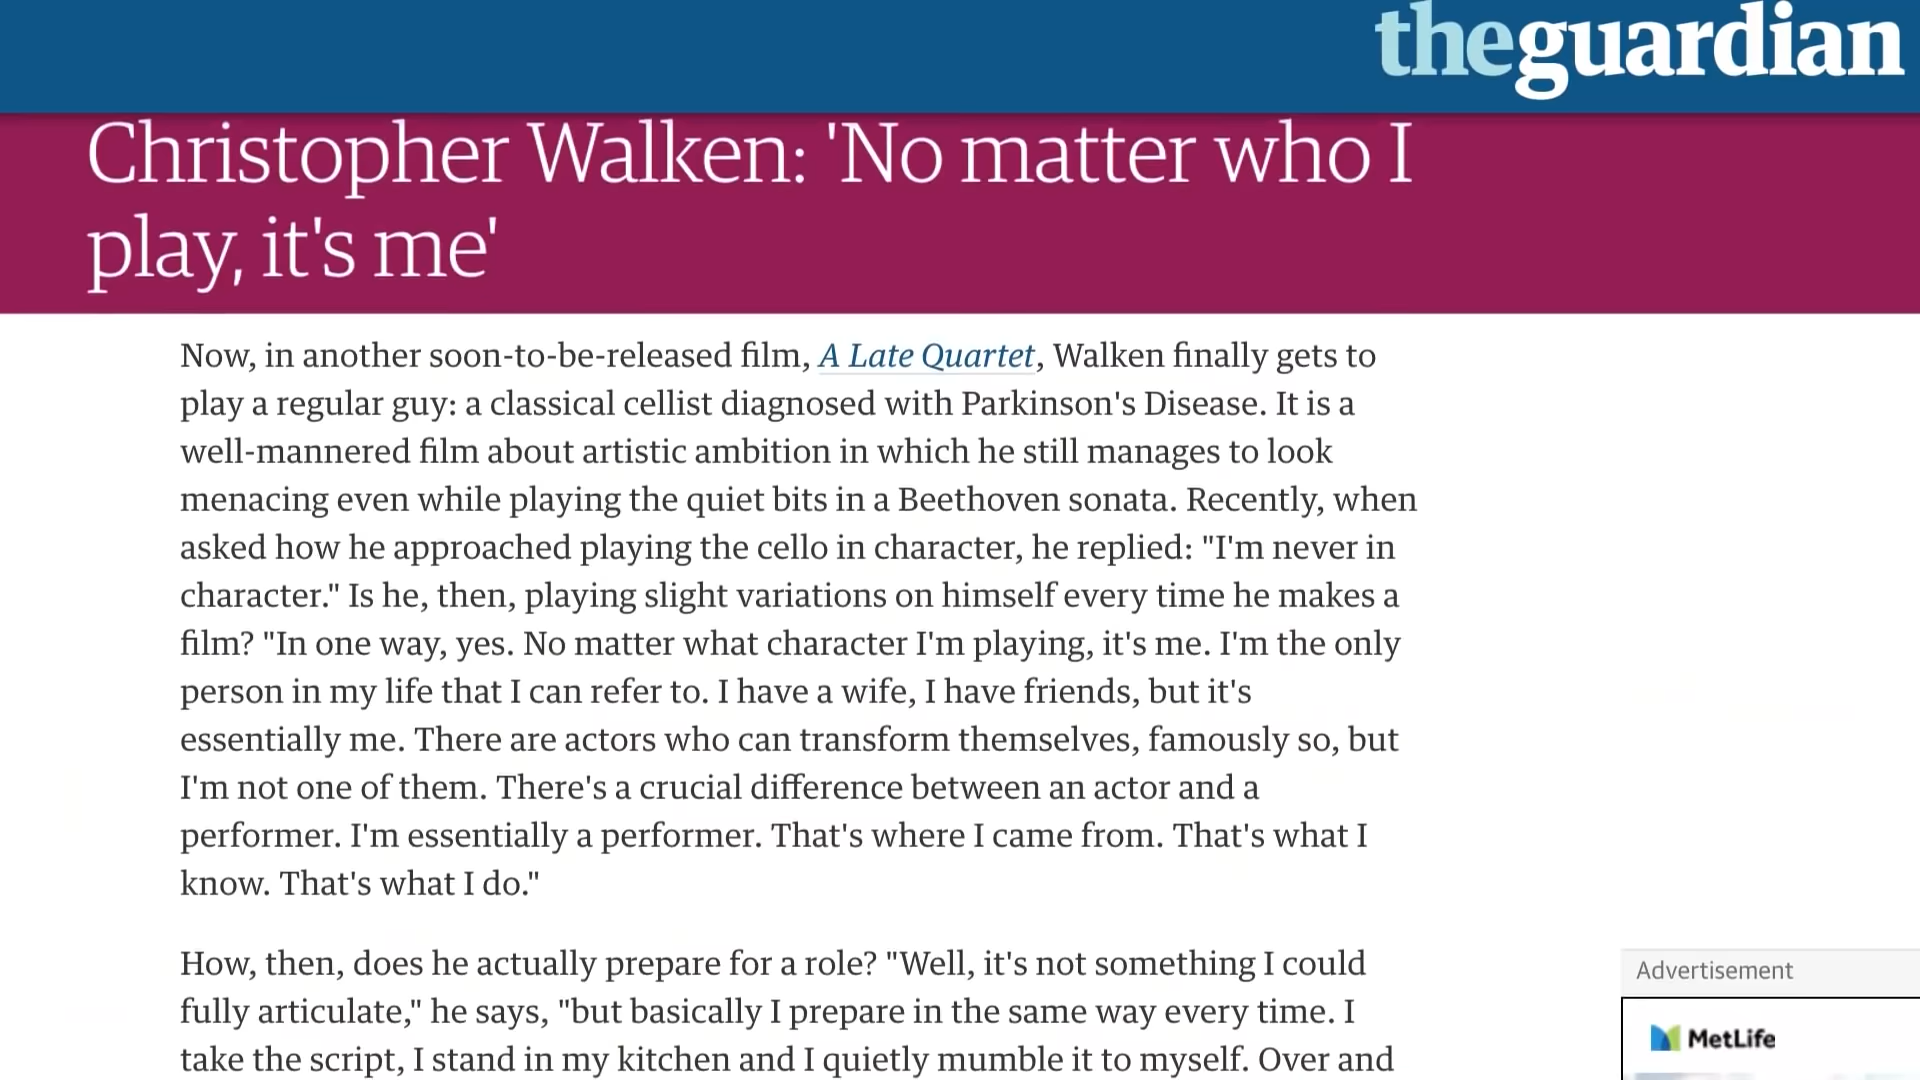 theguardian
Christopher Walken: 'No matter who I
play, it's me'
Now, in another soon-to-be-released film, A Late Quartet, Walken finally gets to
play a regular guy: a classical cellist diagnosed with Parkinson's Disease. It is a
well-mannered film about artistic ambition in which he still manages to look
menacing even while playing the quiet bits in a Beethoven sonata. Recently, when
asked how he approached playing the cello in character, he replied: "I'm never in
character." Is he, then, playing slight variations on himself every time he makes a
film? "In one way, yes. No matter what character I'm playing, it's me. I'm the only
person in my life that I can refer to. I have a wife, I have friends, but it's
essentially me. There are actors who can transform themselves, famously so, but
I'm not one of them. There's a crucial difference between an actor and a
performer. I'm essentially a performer. That's where I came from. That's what I
know. That's what I do."
How, then, does he actually prepare for a role? "Well, it's not something I could
fully articulate," he says, "but basically I prepare in the same way every time. I
take the script, I stand in my kitchen and I quietly mumble it to myself. Over and
Advertisement
MetLife